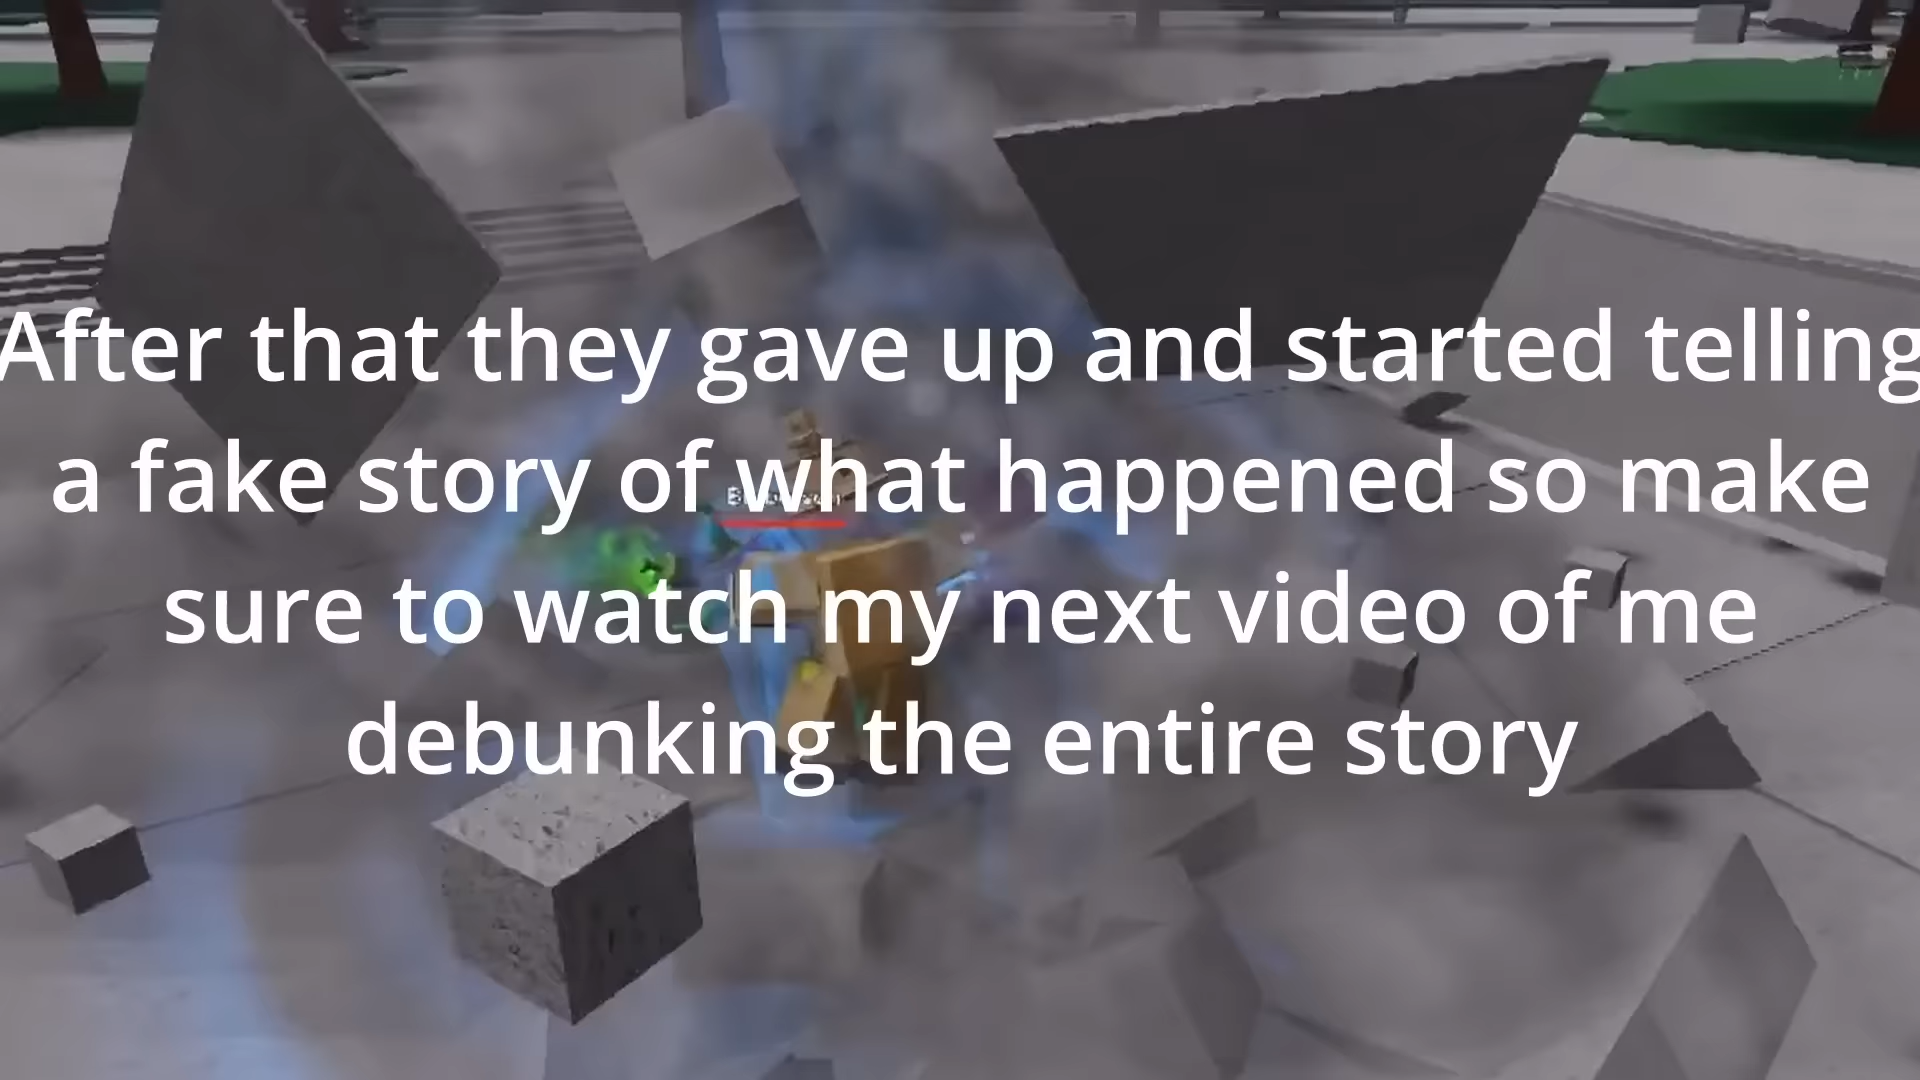 After that they gave up and started telling
a fake story of what happened so make
sure to watch my next video of me
debunking the entire story